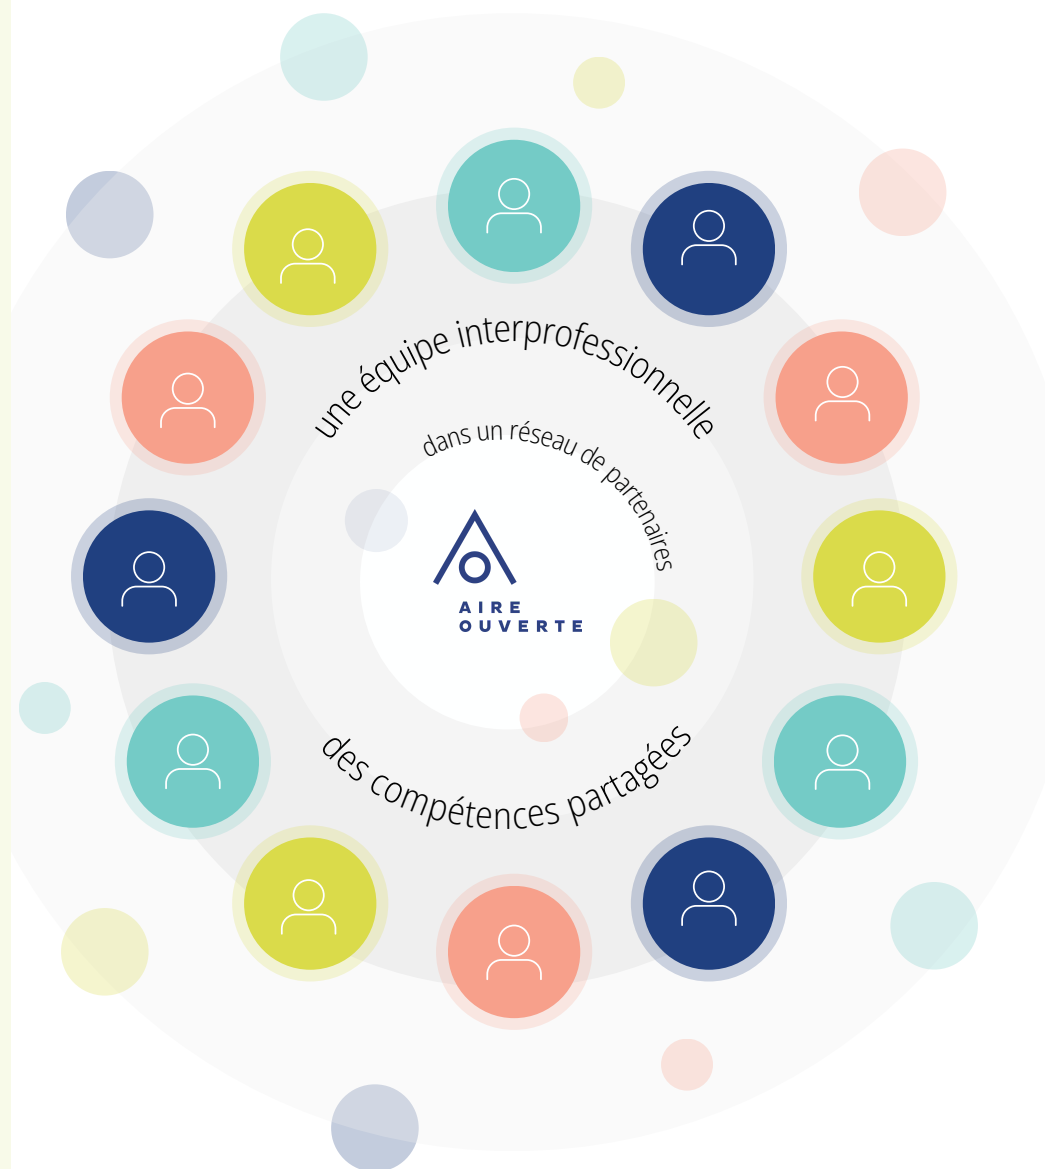 une équipe interprofessionnelle
dans un réseau de partenaires
AIRE
OUVERTE
des compétences partagées